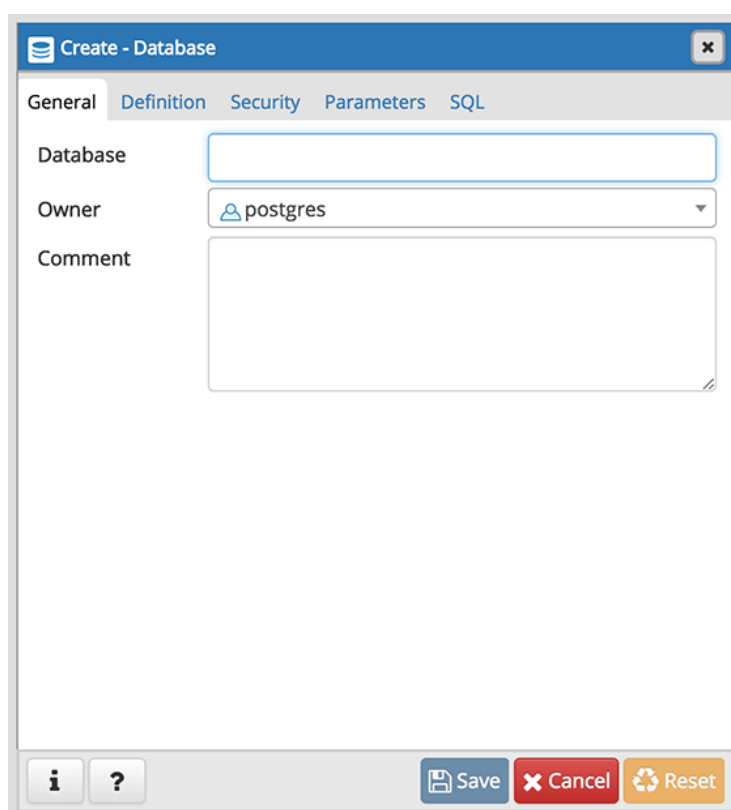 Create - Database
General Definition Security Parameters SQL
Database
Owner postgres
Comment
i ? Save Cancel Reset